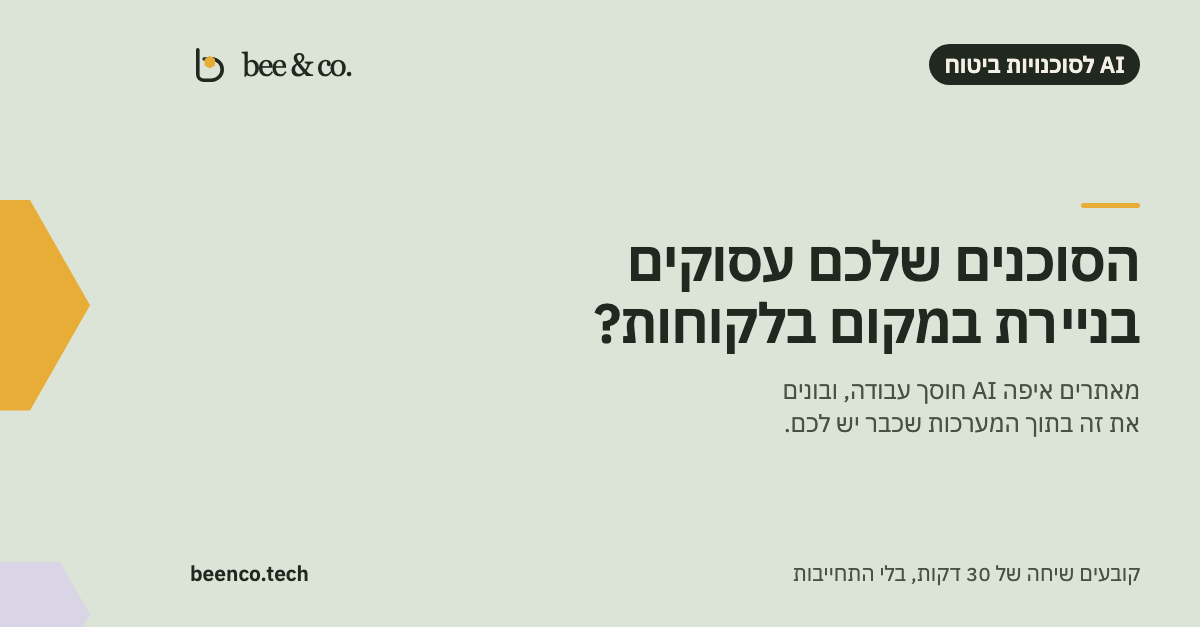 AI לסוכנויות ביטוח
bee & co.
הסוכנים שלכם עסוקים
בניירת במקום בלקוחות?
מאתרים איפה AI חוסך עבודה, ובונים
את זה בתוך המערכות שכבר יש לכם.
קובעים שיחה של 30 דקות, בלי התחייבות
beenco.tech